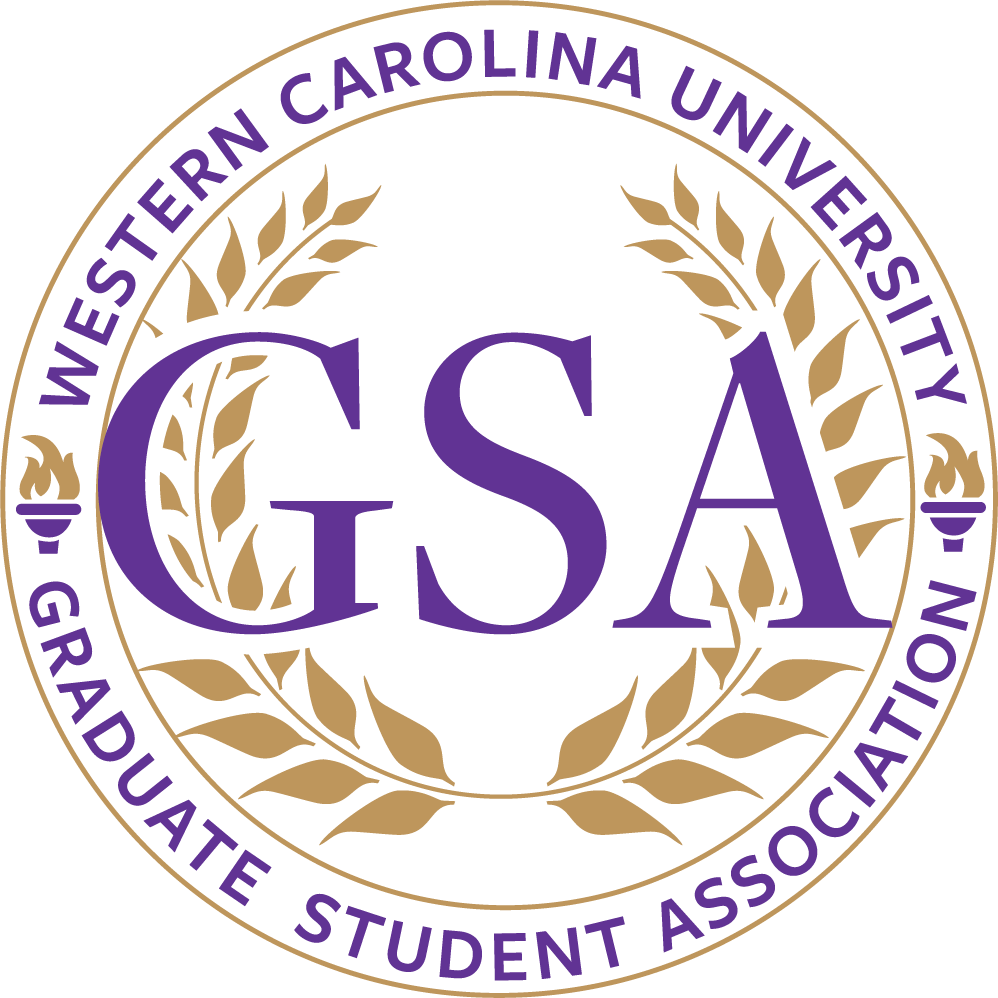 WESTERN CAROLINA UNIVERSITY
GSA
GRADUATE STUDENT ASSOCIATION